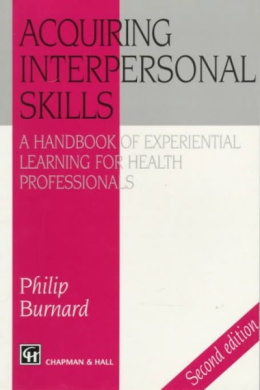 ACQUIRING
INTERPERSONAL
SKILLS
A HANDBOOK OF EXPERIENTIAL
LEARNING FOR HEALTH
PROFESSIONALS
Philip
Burnard
CHAPMAN & HALL
Second edition